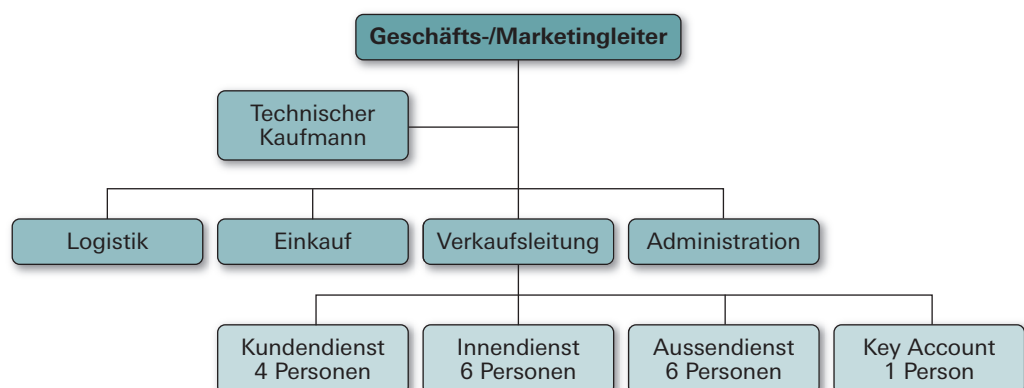 Geschäfts-/Marketingleiter
Technischer
Kaufmann
Logistik
Einkauf
Verkaufsleitung
Administration
Kundendienst
4 Personen
Innendienst
6 Personen
Aussendienst
6 Personen
Key Account
1 Person